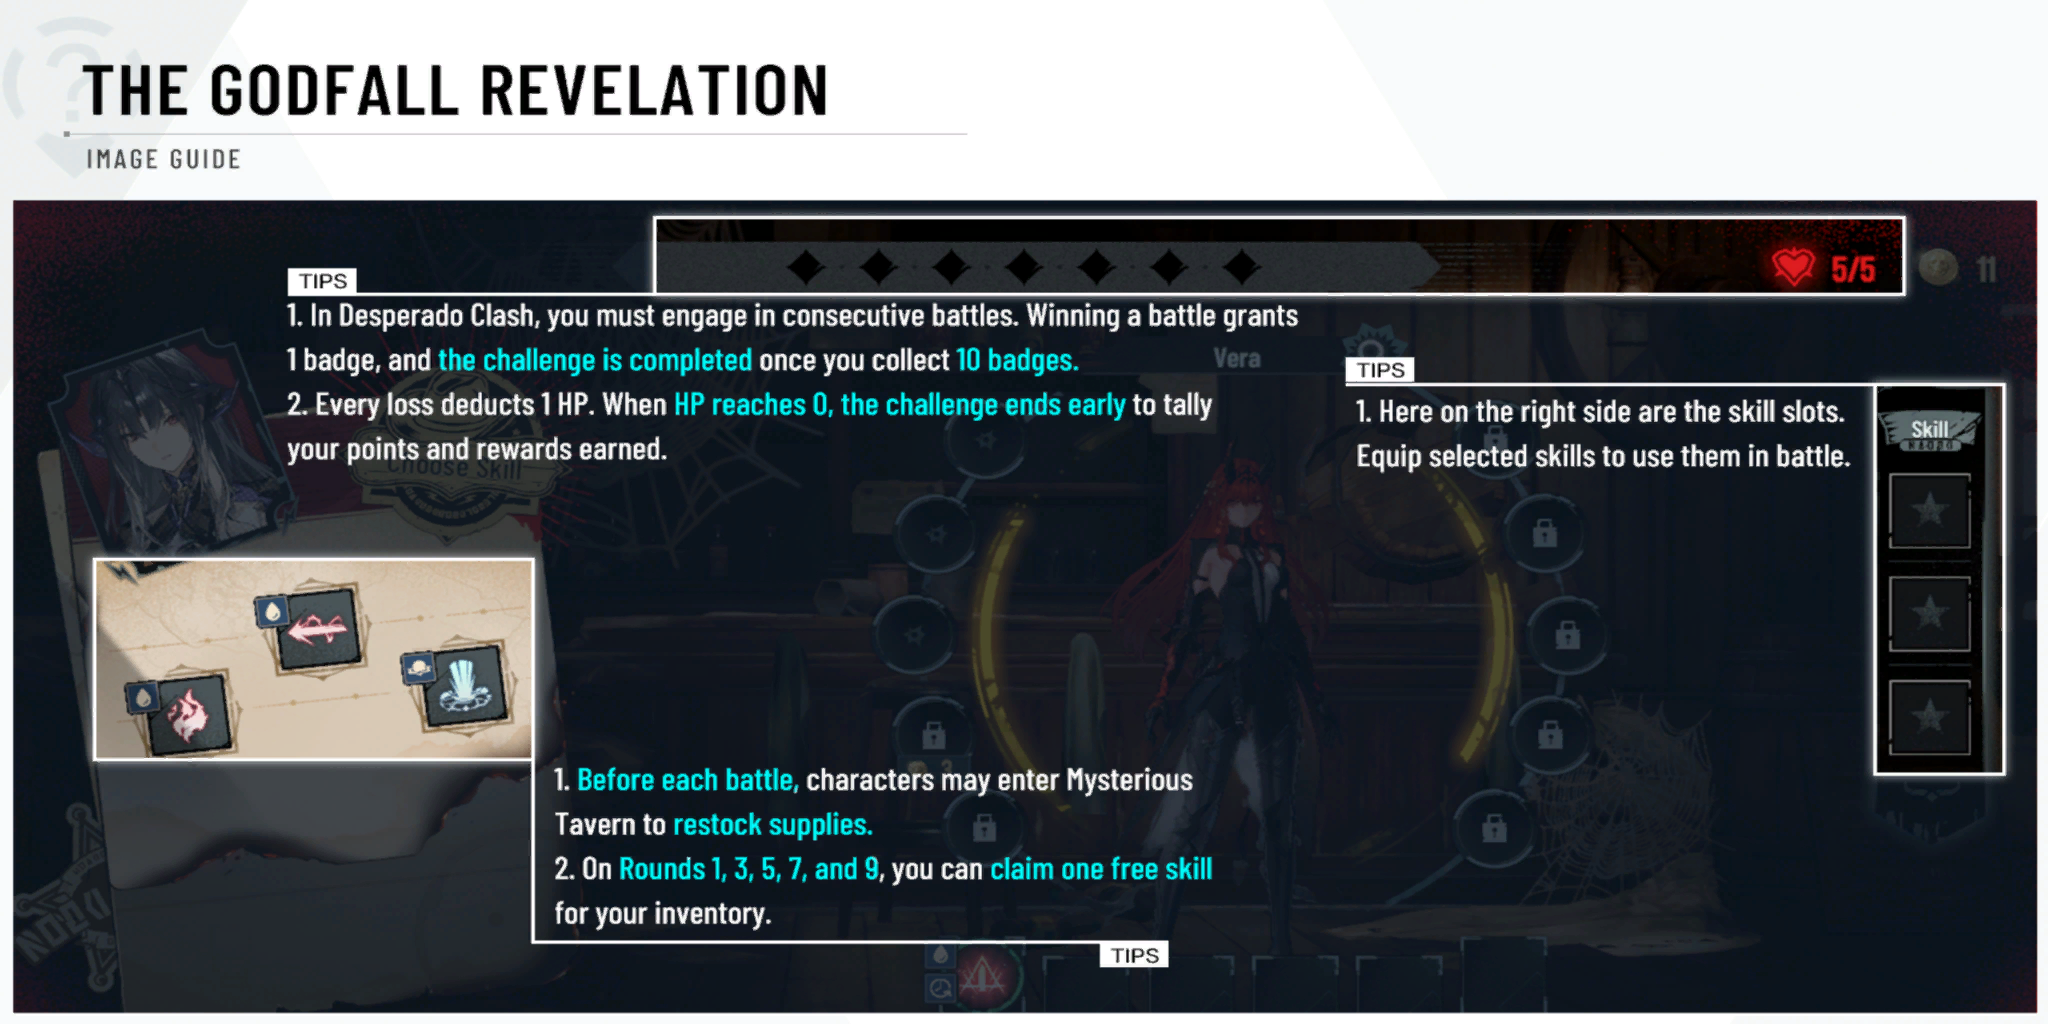 THE GODFALL REVELATION
IMAGE GUIDE
5/5
11
TIPS
1. In Desperado Clash, you must engage in consecutive battles. Winning a battle grants
1 badge, and the challenge is completed once you collect 10 badges.
2. Every loss deducts 1 HP. When HP reaches 0, the challenge ends early to tally
your points and rewards earned.
Vera
TIPS
1. Here on the right side are the skill slots.
Equip selected skills to use them in battle.
Skill
Choose Skill
3
1. Before each battle, characters may enter Mysterious
Tavern to restock supplies.
2. On Rounds 1, 3, 5, 7, and 9, you can claim one free skill
for your inventory.
TIPS